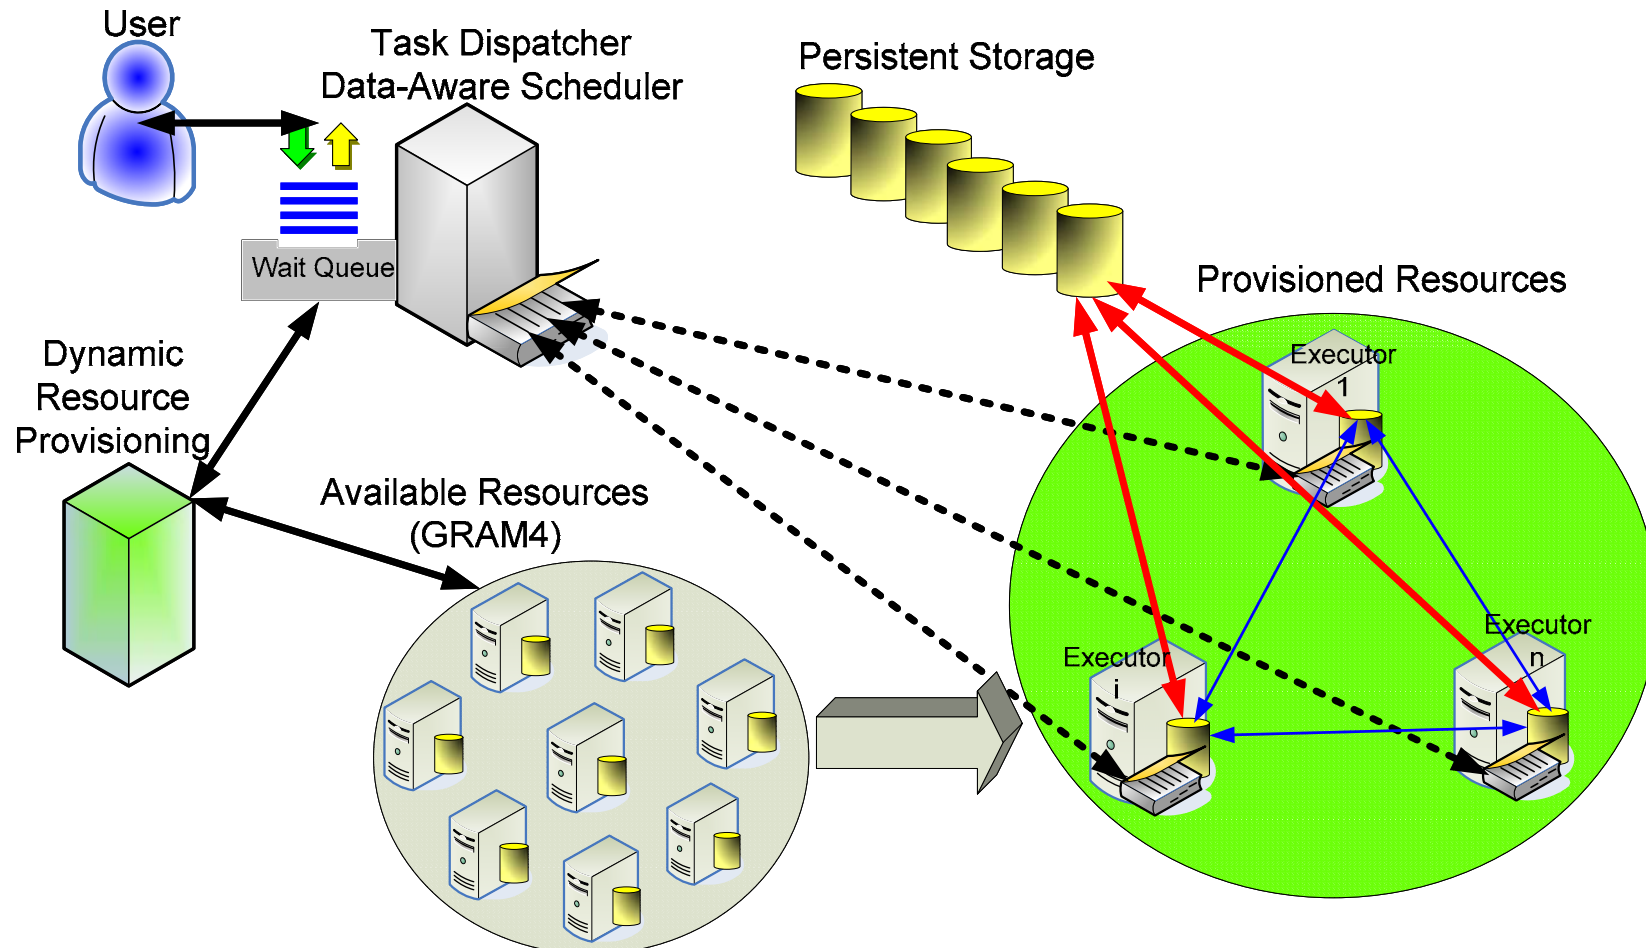 User
Task Dispatcher
Data-Aware Scheduler
Persistent Storage
Wait Queue
Provisioned Resources
Dynamic
Resource
Provisioning
Executor
1
Available Resources
(GRAM4)
Executor
i
Executor
n